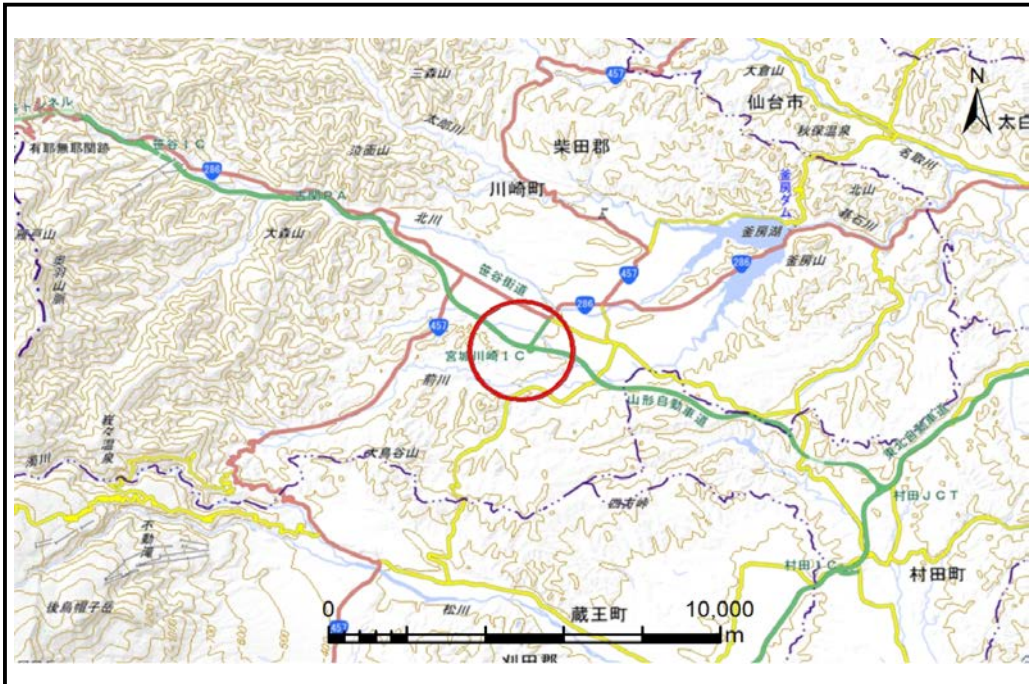 三森山
457
大倉山
N
仙台市
太白
トンネル
太郎川
笹谷IC
秋保温泉
有耶無耶関跡
泣面山
柴田郡
名取川
286
釜房ダム
川崎町
古関PA
北山
北川
碁石川
大森山
釜房湖
奥羽山脈
笹谷街道
457
286
釜房山
286
457
宮城川崎IC
前川
山形自動車道
東北自動車道
峩々温泉
大鳥谷山
濁川
四方峠
村田JCT
不動滝
村田IC
村田町
後烏帽子岳
松川
蔵王町
0
10,000
m
457
刈田郡